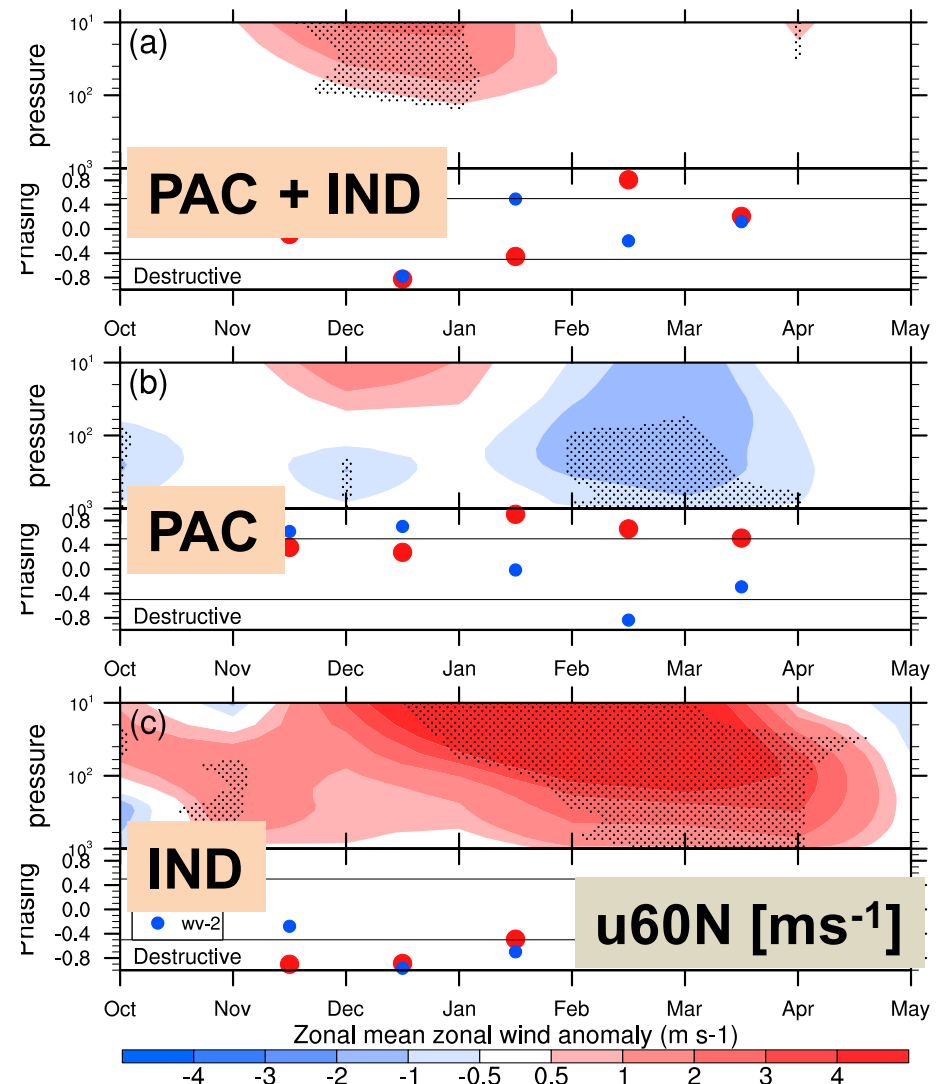 (a)
pressure
10¹
10²
10³
PAC + IND
Phasing
0.8
0.4
0.0
-0.4
-0.8
Destructive
Oct Nov Dec Jan Feb Mar Apr May
(b)
pressure
10¹
10²
10³
PAC
Phasing
0.8
0.4
0.0
-0.4
-0.8
Destructive
Oct Nov Dec Jan Feb Mar Apr May
(c)
pressure
10¹
10²
10³
IND
Phasing
0.8
0.4
0.0
-0.4
-0.8
wv-2
u60N [ms⁻¹]
Destructive
Oct Nov Dec Jan Feb Mar Apr May
Zonal mean zonal wind anomaly (m s-1)
-4 -3 -2 -1 -0.5 0.5 1 2 3 4